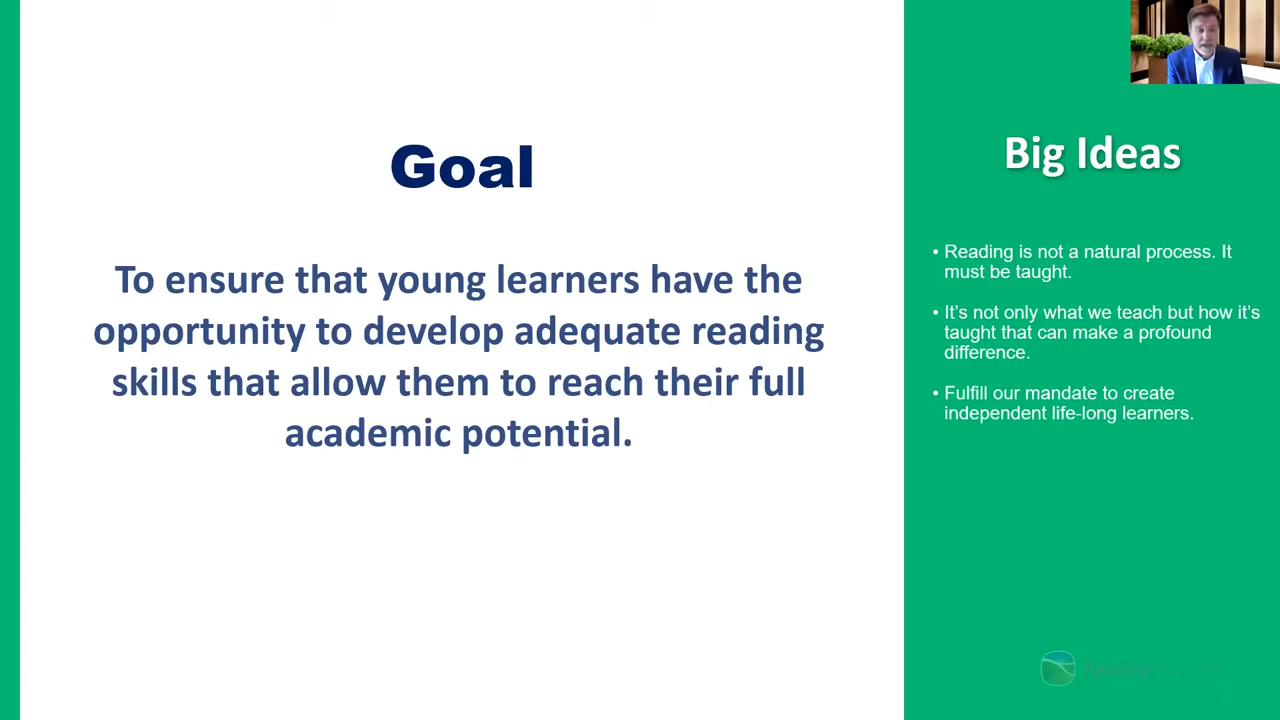 Goal
To ensure that young learners have the
opportunity to develop adequate reading
skills that allow them to reach their full
academic potential.
Big Ideas
• Reading is not a natural process. It
must be taught.
• It’s not only what we teach but how it’s
taught that can make a profound
difference.
• Fulfill our mandate to create
independent life-long learners.